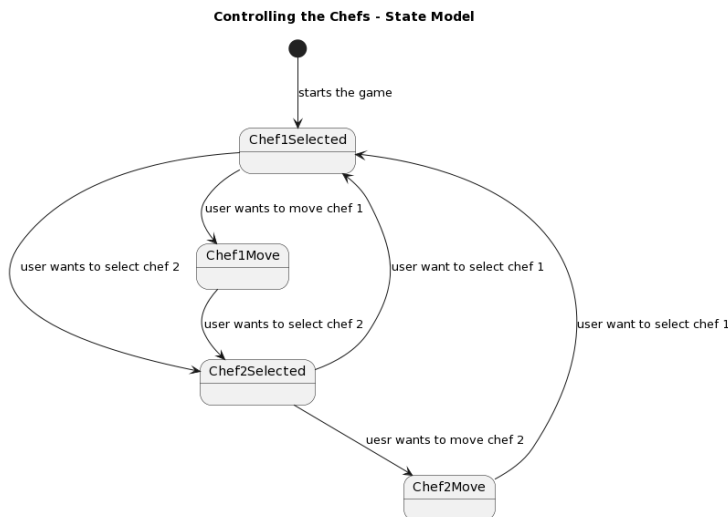 Controlling the Chefs - State Model
starts the game
Chef1Selected
user wants to move chef 1
Chef1Move
user wants to select chef 2
user want to select chef 1
user wants to select chef 2
user want to select chef 1
Chef2Selected
uesr wants to move chef 2
Chef2Move